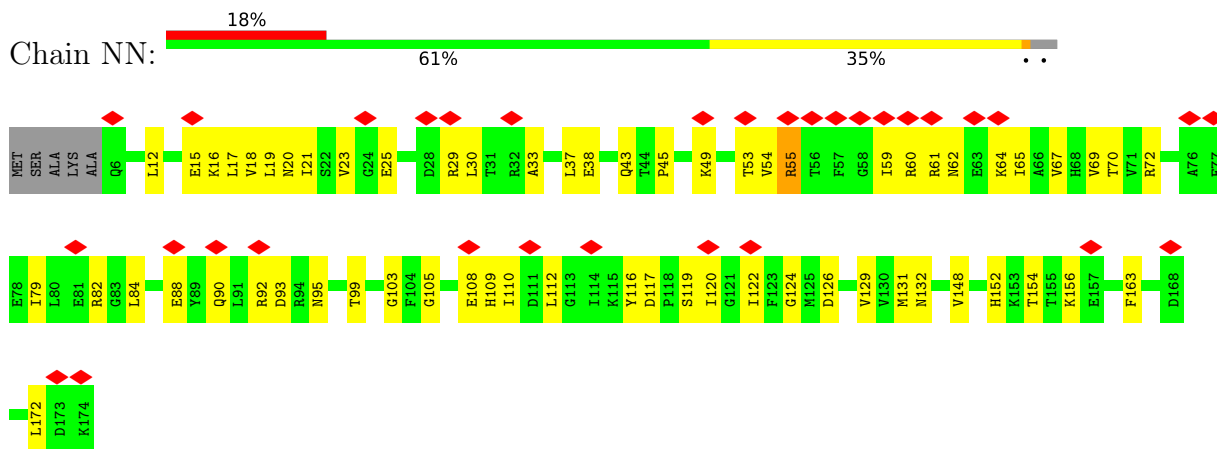 18%
Chain NN:
61% 35% • •
MET SER ALA LYS ALA Q6 L12 E15 K16 L17 V18 L19 N20 I21 S22 V23 G24 E25 D28 R29 L30 T31 R32 A33 L37 E38 Q43 T44 P45 K49 T53 V54 R55 T56 F57 G58 I59 R60 R61 N62 E63 K64 I65 A66 V67 H68 V69 T70 V71 R72 A76 E77
E78 I79 L80 E81 R82 G83 L84 E88 Y89 Q90 L91 R92 D93 R94 N95 T99 G103 F104 G105 E108 H109 I110 D111 L112 G113 I114 K115 Y116 D117 P118 S119 I120 G121 I122 F123 G124 M125 D126 V129 V130 M131 N132 V148 H152 K153 T154 T155 K156 E157 F163 D168
L172 D173 K174